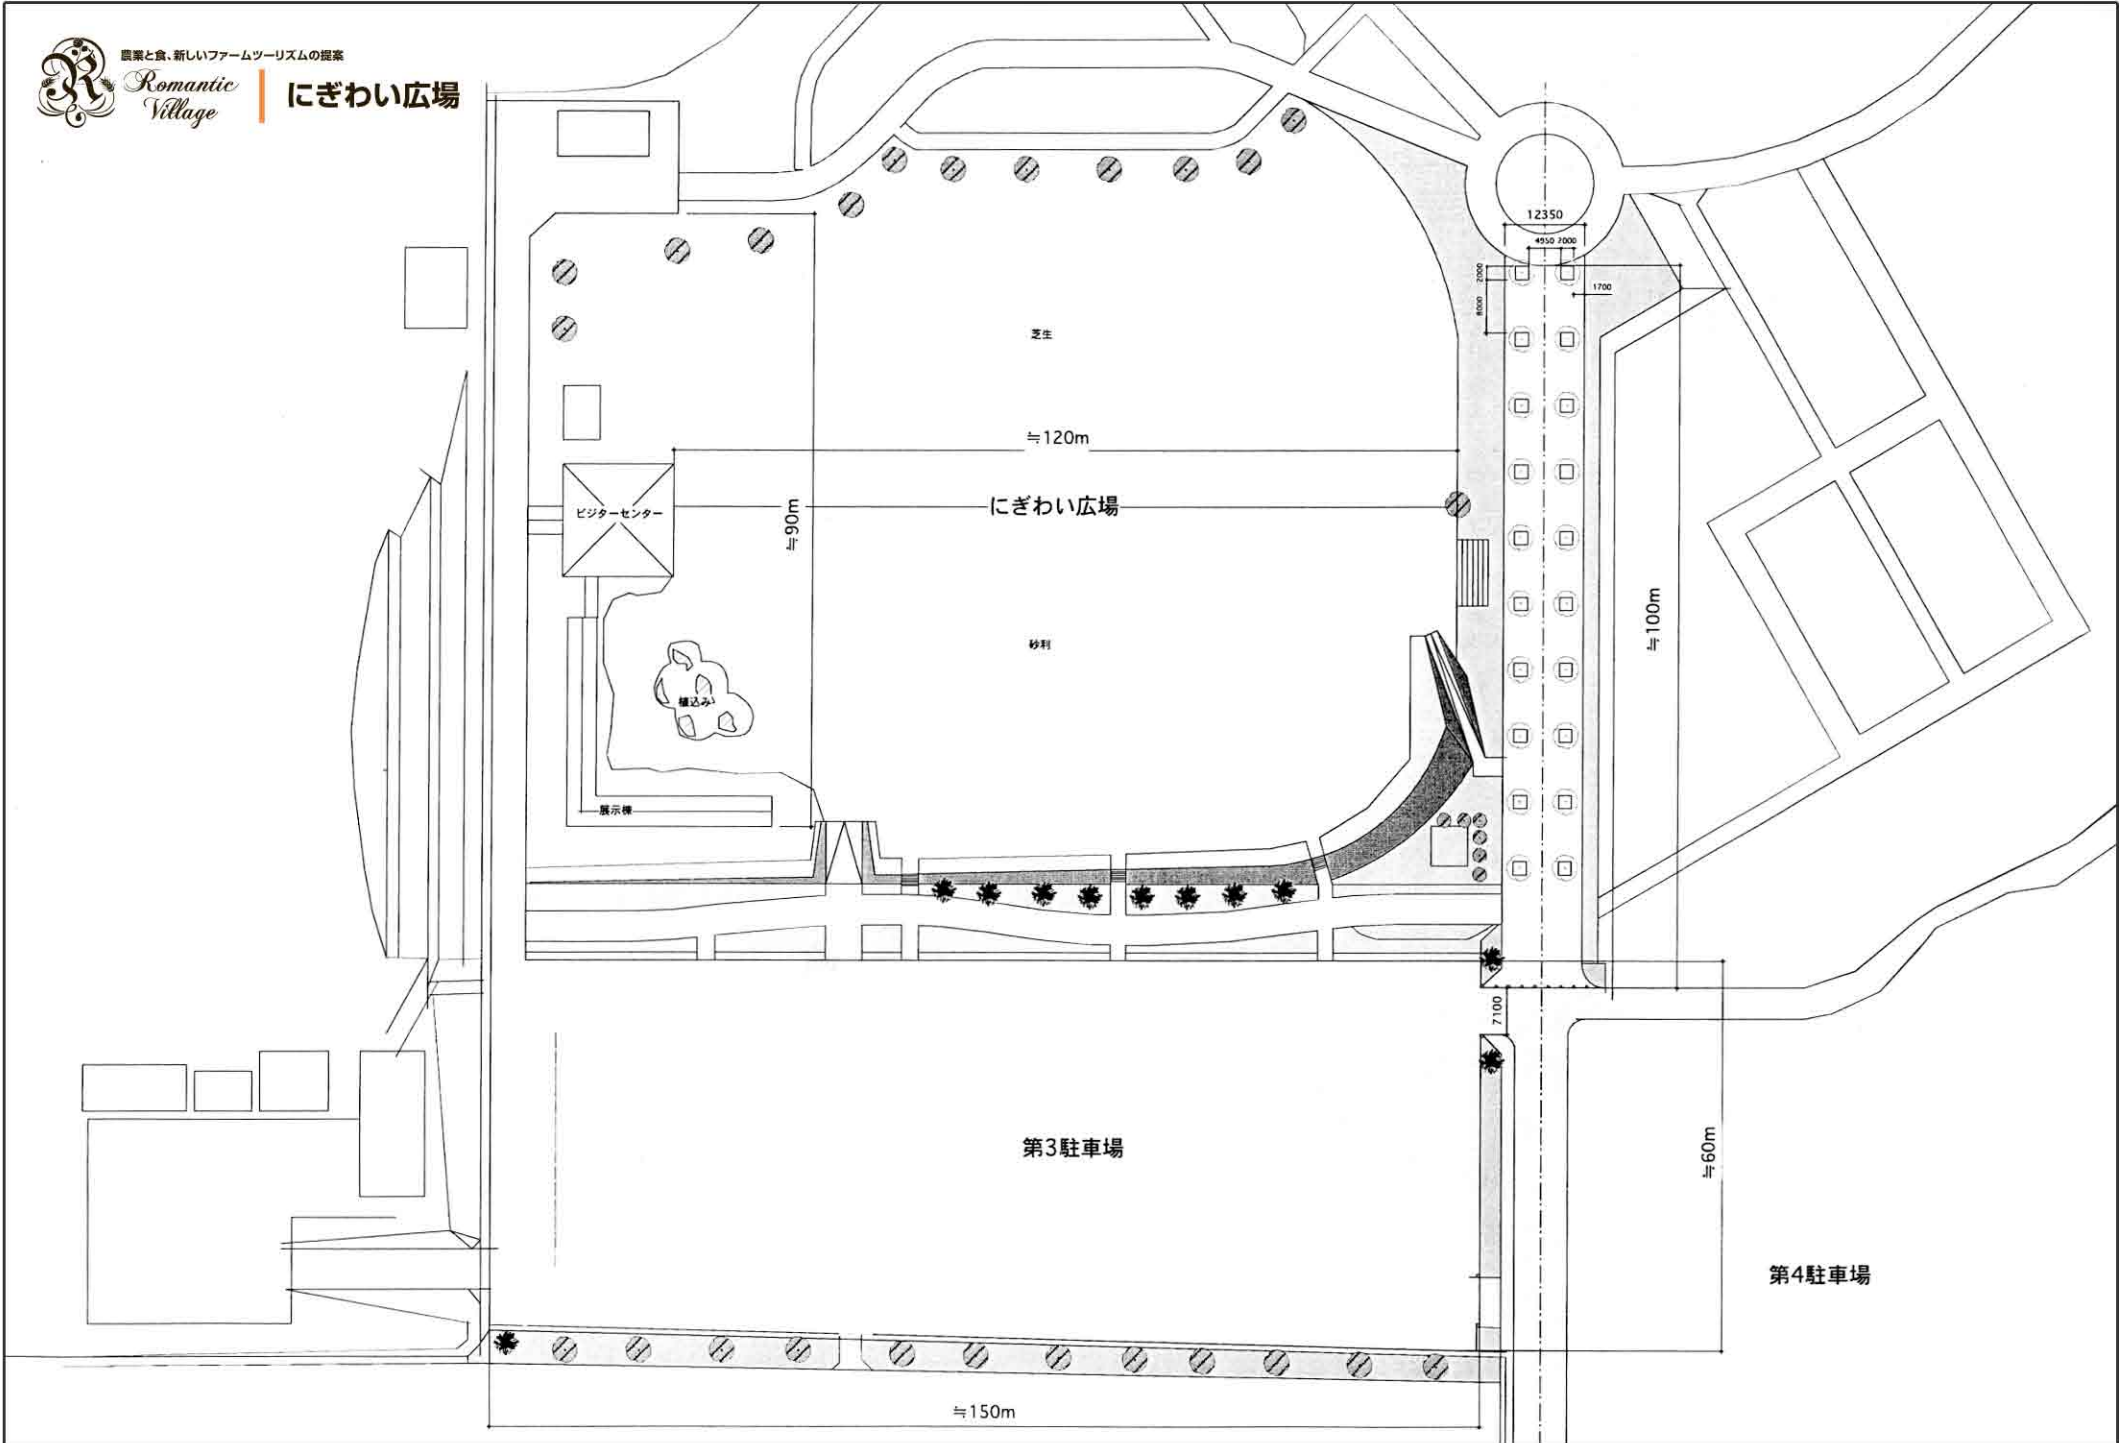 農業と食、新しいファームツーリズムの提案
Romantic
Village
にぎわい広場
12350
4950 2000
2000
1700
8000
芝生
≒120m
にぎわい広場
≒90m
ビジターセンター
砂利
≒100m
植込み
展示棟
7100
第3駐車場
≒60m
第4駐車場
≒150m